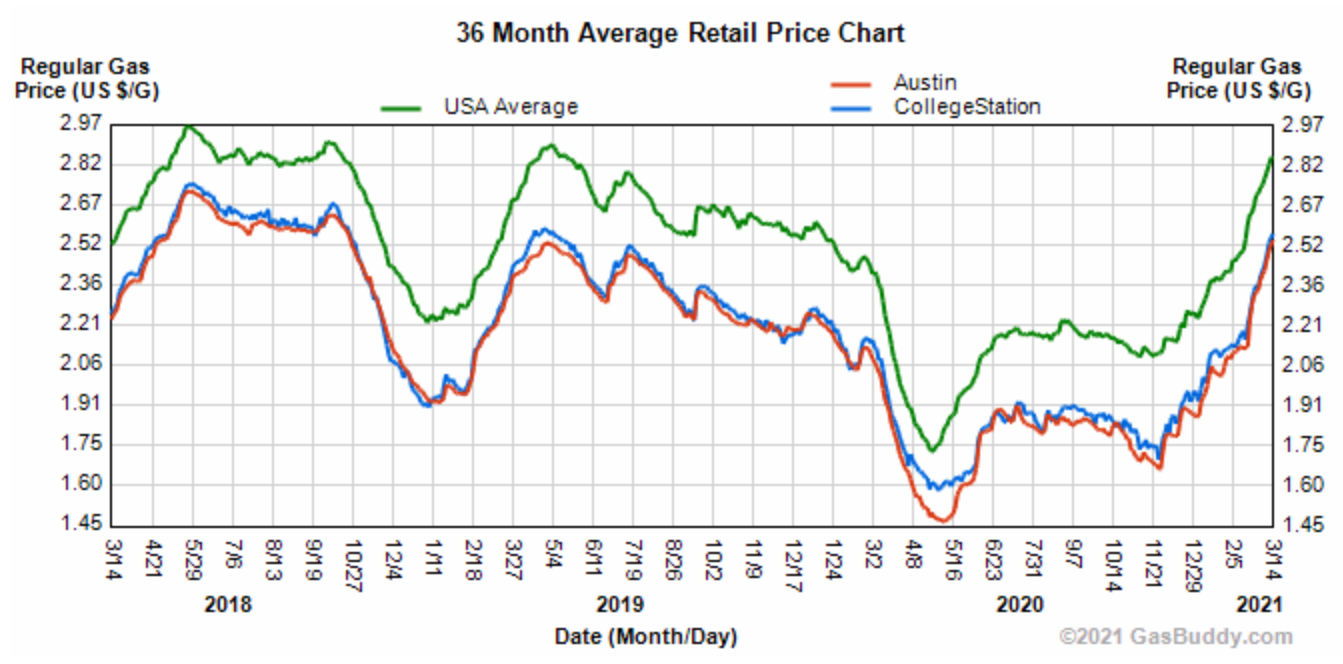 36 Month Average Retail Price Chart
Regular Gas
Price (US $/G)
USA Average
Austin
CollegeStation
Regular Gas
Price (US $/G)
2.97
2.82
2.67
2.52
2.36
2.21
2.06
1.91
1.75
1.60
1.45
2.97
2.82
2.67
2.52
2.36
2.21
2.06
1.91
1.75
1.60
1.45
3/14 4/21 5/29 7/6 8/13 9/19 10/27 12/4 1/11 2/18 3/27 5/4 6/11 7/19 8/26 10/2 11/9 12/17 1/24 3/2 4/8 5/16 6/23 7/31 9/7 10/14 11/21 12/29 2/5 3/14
2018 2019 2020 2021
Date (Month/Day)
©2021 GasBuddy.com